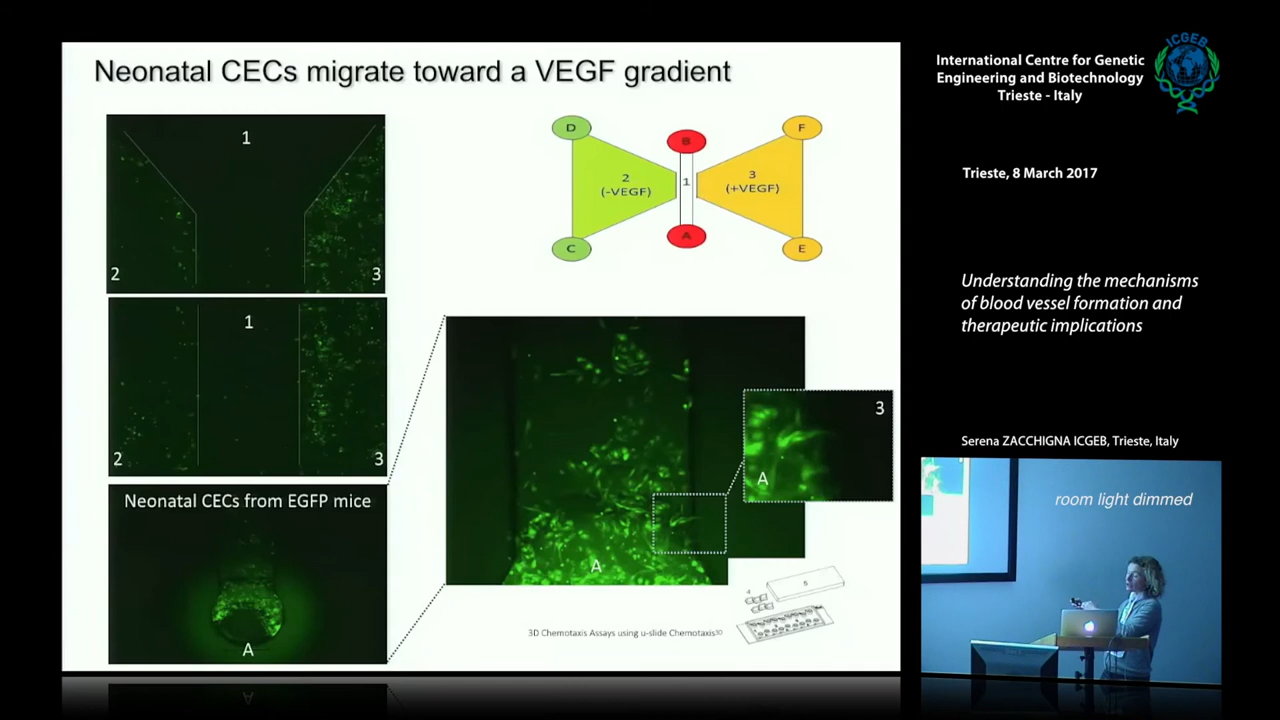 Neonatal CECs migrate toward a VEGF gradient
1
2
3
1
2
3
Neonatal CECs from EGFP mice
A
D
B
F
2
(-VEGF)
1
3
(+VEGF)
C
A
E
A
3
A
3D Chemotaxis Assays using u-slide Chemotaxis3D
International Centre for Genetic
Engineering and Biotechnology
Trieste - Italy
ICGEB
Trieste, 8 March 2017
Understanding the mechanisms
of blood vessel formation and
therapeutic implications
Serena ZACCHIGNA ICGEB, Trieste, Italy
room light dimmed